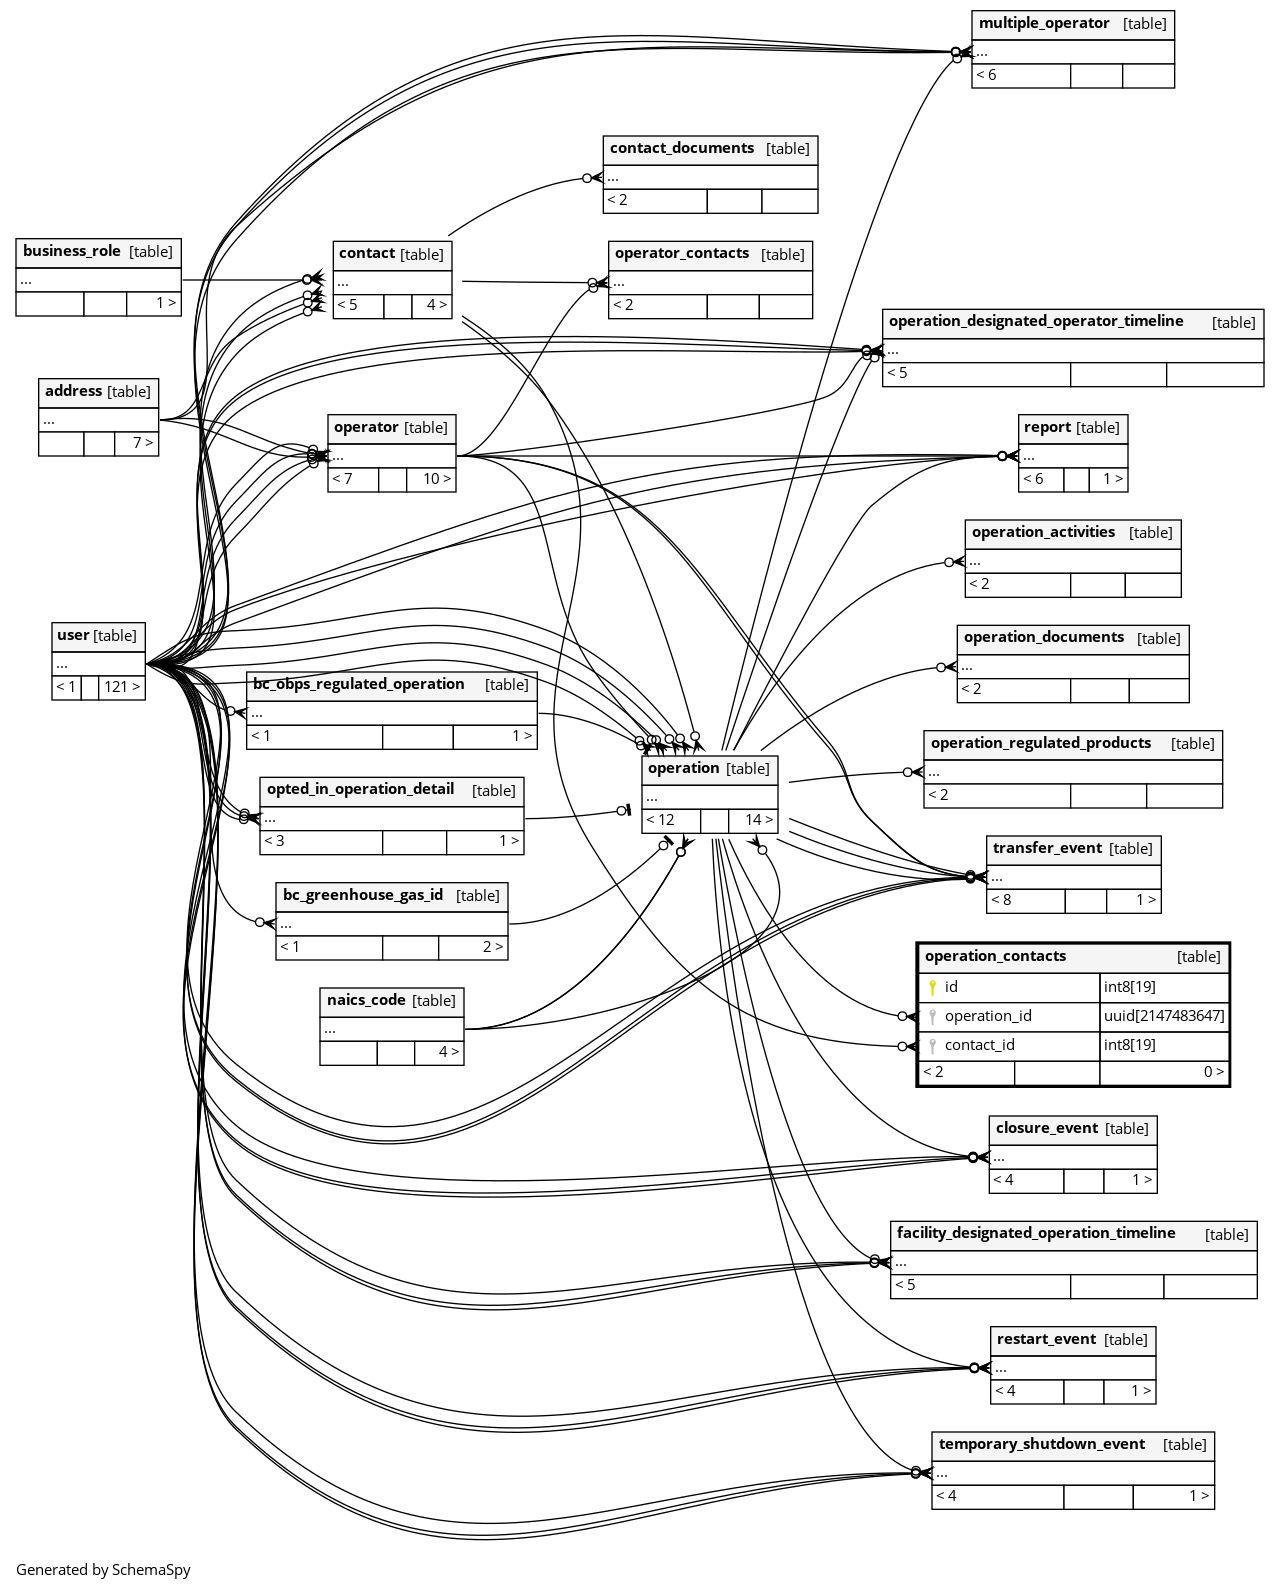 multiple_operator [table]
...
< 6
contact_documents [table]
...
< 2
business_role [table]
...
1 >
contact [table]
...
< 5 4 >
operator_contacts [table]
...
< 2
operation_designated_operator_timeline [table]
...
< 5
address [table]
...
7 >
operator [table]
...
< 7 10 >
report [table]
...
< 6 1 >
operation_activities [table]
...
< 2
user [table]
...
< 1 121 >
operation_documents [table]
...
< 2
bc_obps_regulated_operation [table]
...
< 1 1 >
operation [table]
...
< 12 14 >
operation_regulated_products [table]
...
< 2
opted_in_operation_detail [table]
...
< 3 1 >
transfer_event [table]
...
< 8 1 >
bc_greenhouse_gas_id [table]
...
< 1 2 >
operation_contacts [table]
id int8[19]
operation_id uuid[2147483647]
contact_id int8[19]
< 2 0 >
naics_code [table]
...
4 >
closure_event [table]
...
< 4 1 >
facility_designated_operation_timeline [table]
...
< 5
restart_event [table]
...
< 4 1 >
temporary_shutdown_event [table]
...
< 4 1 >
Generated by SchemaSpy